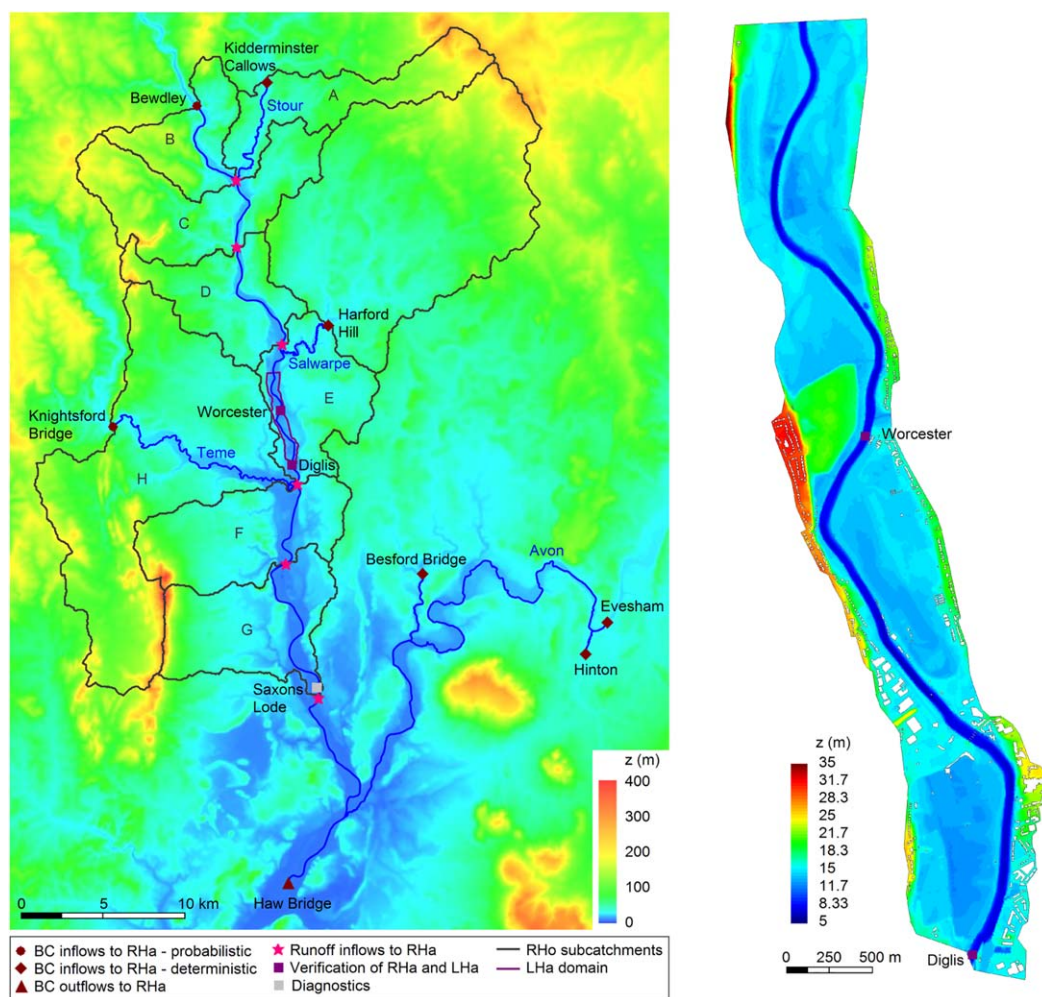 Kidderminster
Callows
A
Bewdley
Stour
B
C
D
Harford
Hill
Salwarpe
E
Worcester
Knightsford
Bridge
Teme
Diglis
H
F
Besford Bridge
Avon
Evesham
G
Hinton
Saxons
Lode
z (m)
400
300
200
100
0
0 5 10 km
Haw Bridge
BC inflows to RHa - probabilistic
BC inflows to RHa - deterministic
BC outflows to RHa
Runoff inflows to RHa
Verification of RHa and LHa
Diagnostics
RHo subcatchments
LHa domain
Worcester
z (m)
35
31.7
28.3
25
21.7
18.3
15
11.7
8.33
5
0 250 500 m
Diglis